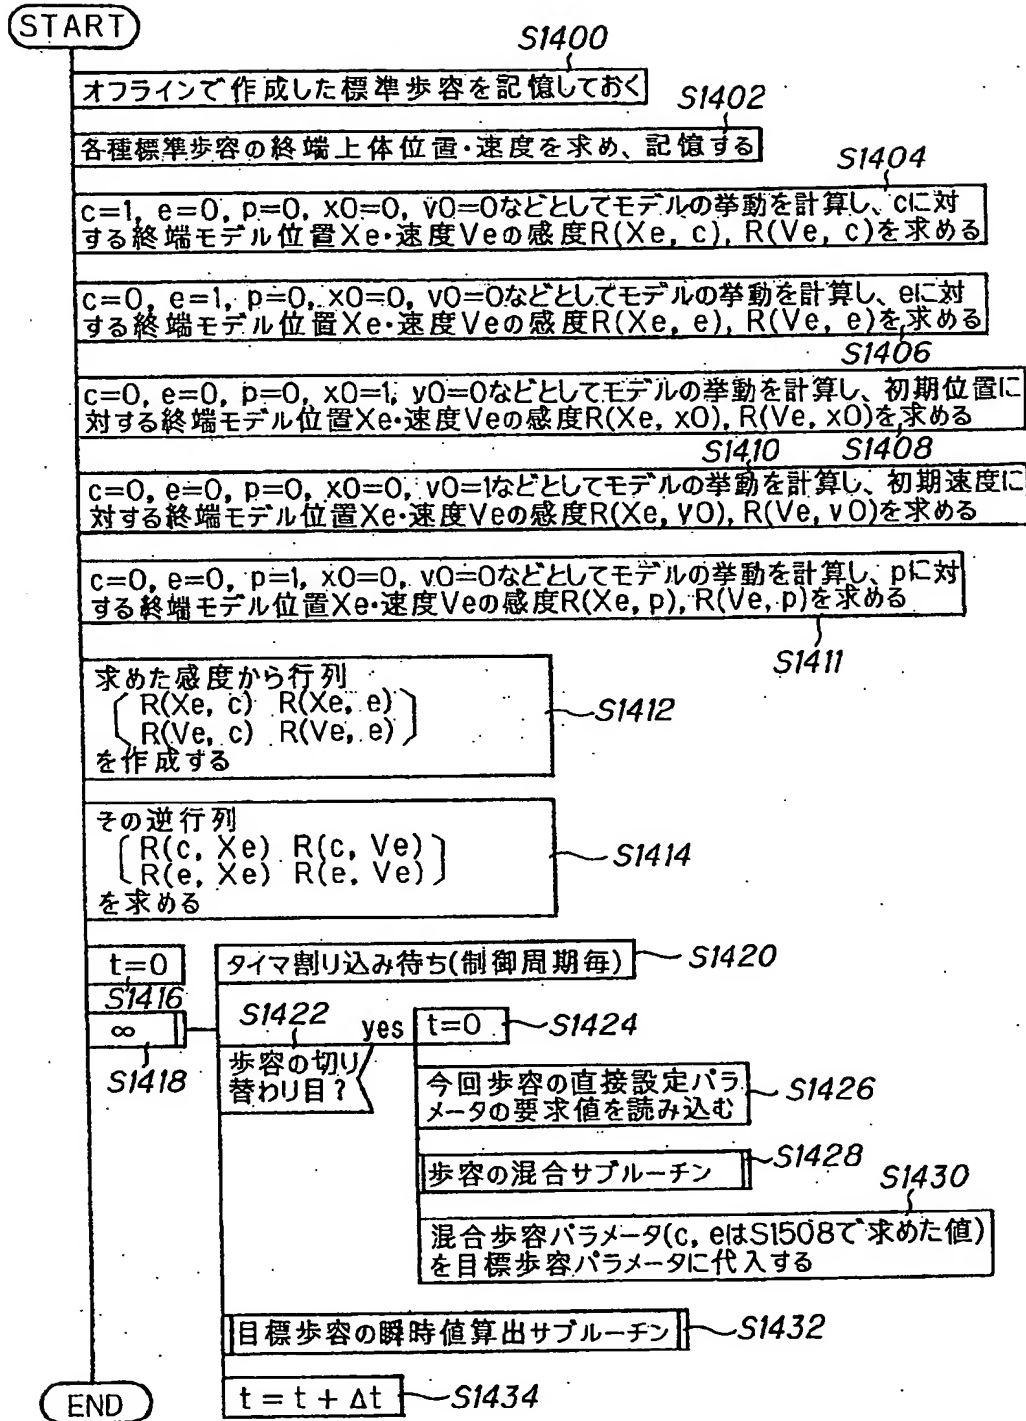 START
S1400
オフラインで作成した標準歩容を記憶しておく
S1402
各種標準歩容の終端上体位置・速度を求め、記憶する
S1404
c=1, e=0, p=0, x0=0, v0=0などとしてモデルの挙動を計算し、cに対
する終端モデル位置Xe・速度Veの感度R(Xe, c), R(Ve, c)を求める
c=0, e=1, p=0, x0=0, v0=0などとしてモデルの挙動を計算し、eに対
する終端モデル位置Xe・速度Veの感度R(Xe, e), R(Ve, e)を求める
S1406
c=0, e=0, p=0, x0=1, y0=0などとしてモデルの挙動を計算し、初期位置に
対する終端モデル位置Xe・速度Veの感度R(Xe, x0), R(Ve, x0)を求める
S1410 S1408
c=0, e=0, p=0, x0=0, v0=1などとしてモデルの挙動を計算し、初期速度に
対する終端モデル位置Xe・速度Veの感度R(Xe, y0), R(Ve, v0)を求める
c=0, e=0, p=1, x0=0, v0=0などとしてモデルの挙動を計算し、pに対
する終端モデル位置Xe・速度Veの感度R(Xe, p), R(Ve, p)を求める
S1411
求めた感度から行列
R(Xe, c) R(Xe, e)
S1412
R(Ve, c) R(Ve, e)
を作成する
その逆行列
R(c, Xe) R(c, Ve)
S1414
R(e, Xe) R(e, Ve)
を求める
t=0
タイマ割り込み待ち(制御周期毎)
S1420
S1416
S1422
yes
t=0
S1424
∞
S1418
歩容の切り
替わり目?
今回歩容の直接設定パラ
メータの要求値を読み込む
S1426
歩容の混合サブルーチン
S1428
S1430
混合歩容パラメータ(c, eはS1508で求めた値)
を目標歩容パラメータに代入する
目標歩容の瞬時値算出サブルーチン
S1432
END
t = t + Δt
S1434